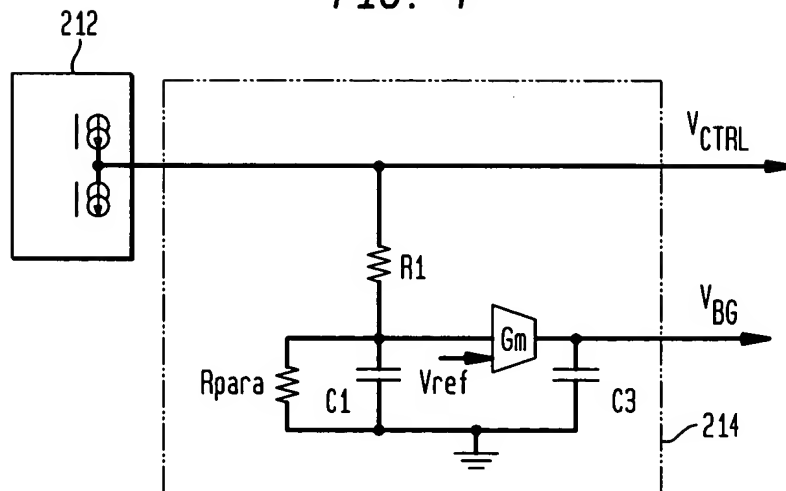 212
I
I
V_CTRL
R1
V_BG
Gm
Rpara
C1
Vref
C3
214